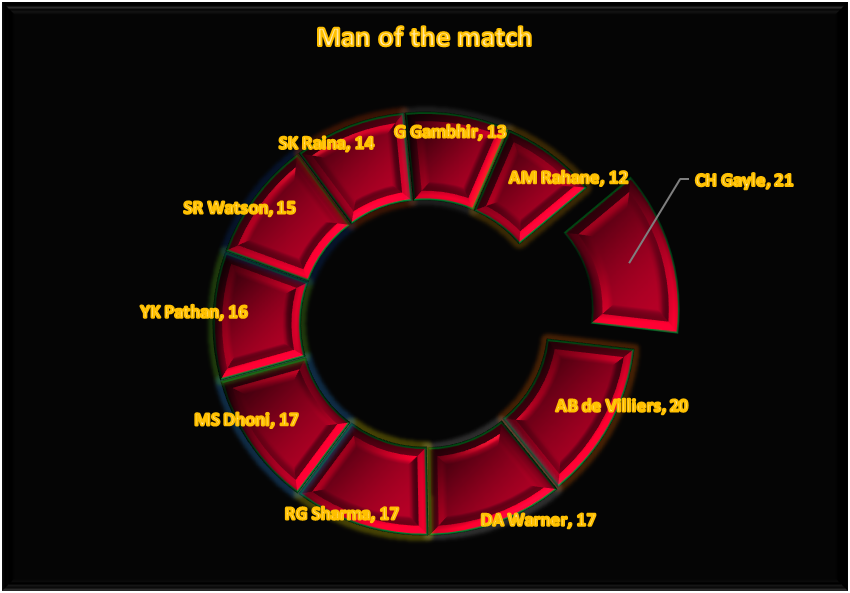 Man of the match
G Gambhir, 13
SK Raina, 14
AM Rahane, 12
CH Gayle, 21
SR Watson, 15
YK Pathan, 16
AB de Villiers, 20
MS Dhoni, 17
RG Sharma, 17
DA Warner, 17